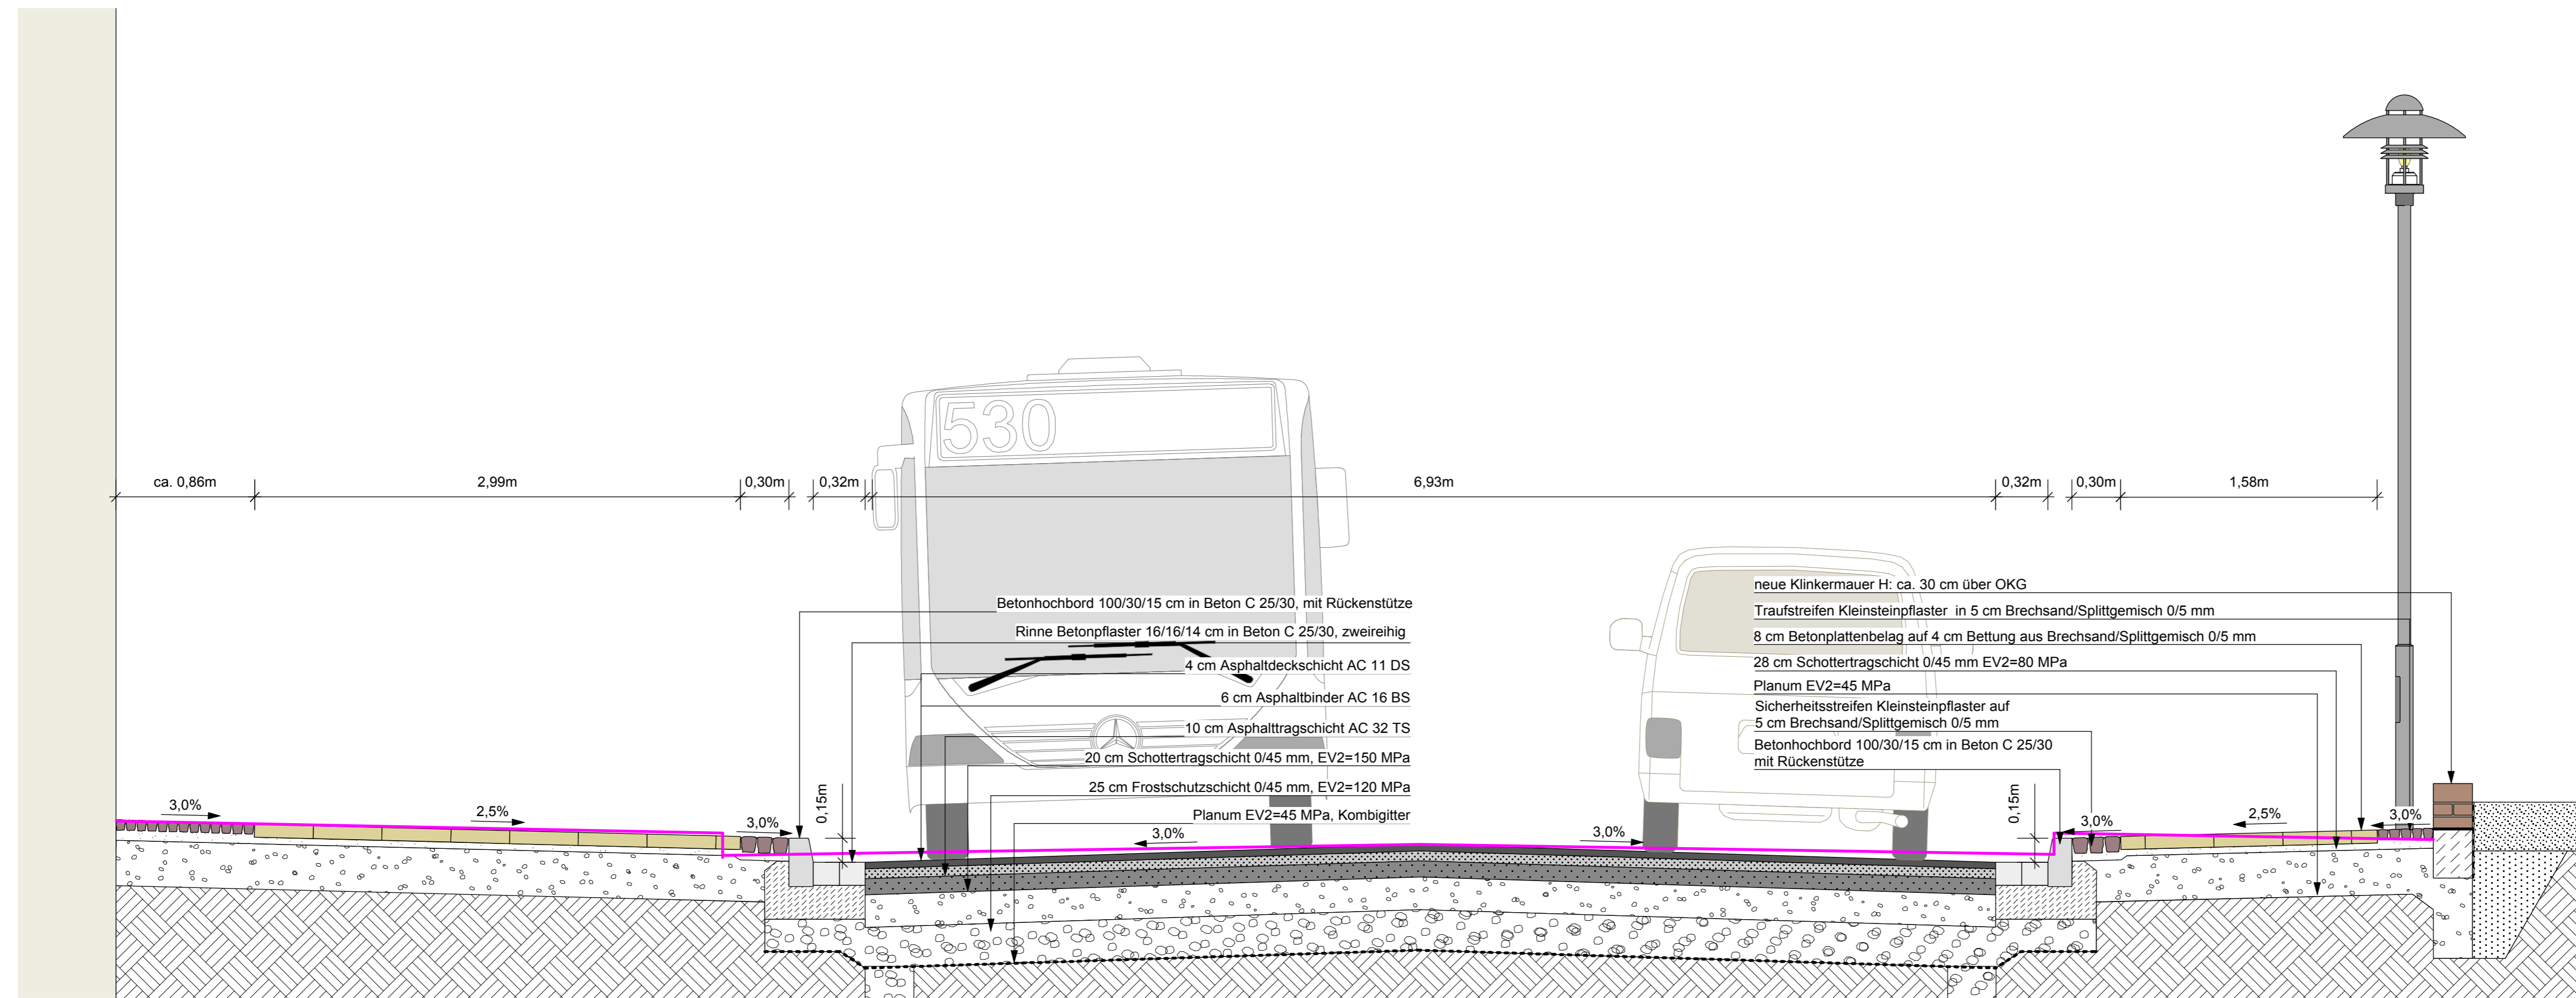 530
ca. 0,86m
2,99m
0,30m
0,32m
6,93m
0,32m
0,30m
1,58m
Betonhochbord 100/30/15 cm in Beton C 25/30, mit Rückenstütze
Rinne Betonpflaster 16/16/14 cm in Beton C 25/30, zweireihig
4 cm Asphaltdeckschicht AC 11 DS
6 cm Asphaltbinder AC 16 BS
10 cm Asphalttragschicht AC 32 TS
20 cm Schottertragschicht 0/45 mm, EV2=150 MPa
25 cm Frostschutzschicht 0/45 mm, EV2=120 MPa
Planum EV2=45 MPa, Kombigitter
neue Klinkermauer H: ca. 30 cm über OKG
Traufstreifen Kleinsteinpflaster in 5 cm Brechsand/Splittgemisch 0/5 mm
8 cm Betonplattenbelag auf 4 cm Bettung aus Brechsand/Splittgemisch 0/5 mm
28 cm Schottertragschicht 0/45 mm EV2=80 MPa
Planum EV2=45 MPa
Sicherheitsstreifen Kleinsteinpflaster auf
5 cm Brechsand/Splittgemisch 0/5 mm
Betonhochbord 100/30/15 cm in Beton C 25/30
mit Rückenstütze
3,0%
2,5%
3,0%
0,15m
3,0%
3,0%
0,15m
3,0%
2,5%
3,0%